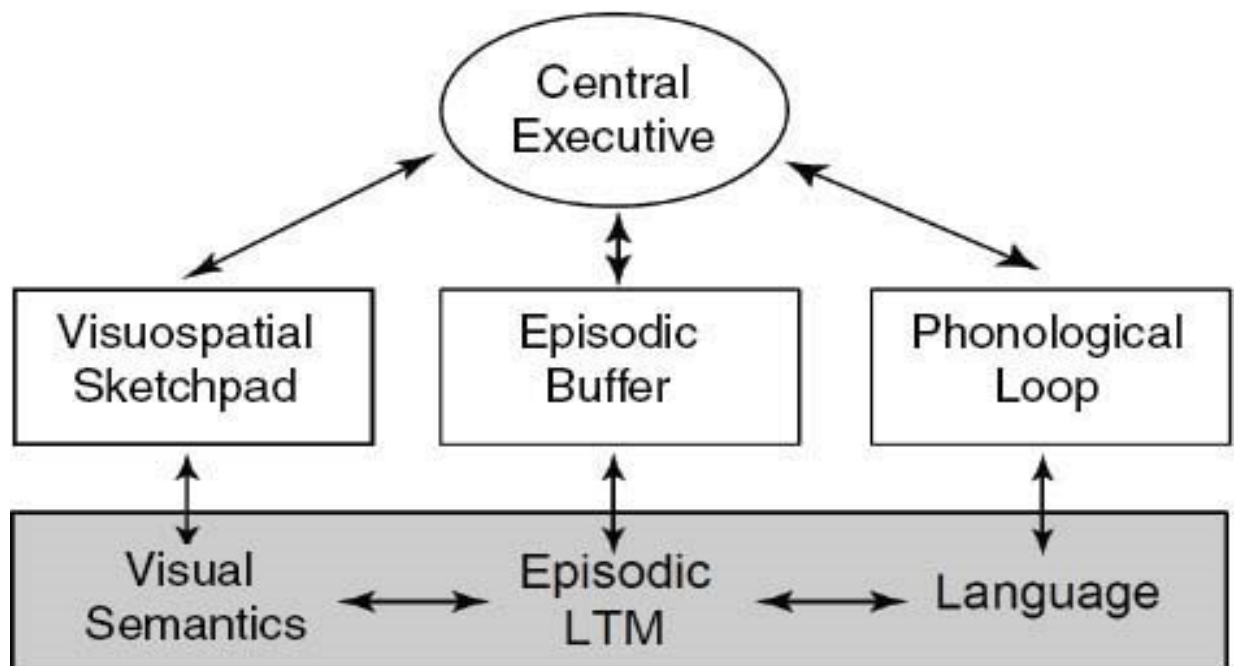 Central
Executive
Visuospatial
Sketchpad
Episodic
Buffer
Phonological
Loop
Visual
Semantics
Episodic
LTM
Language